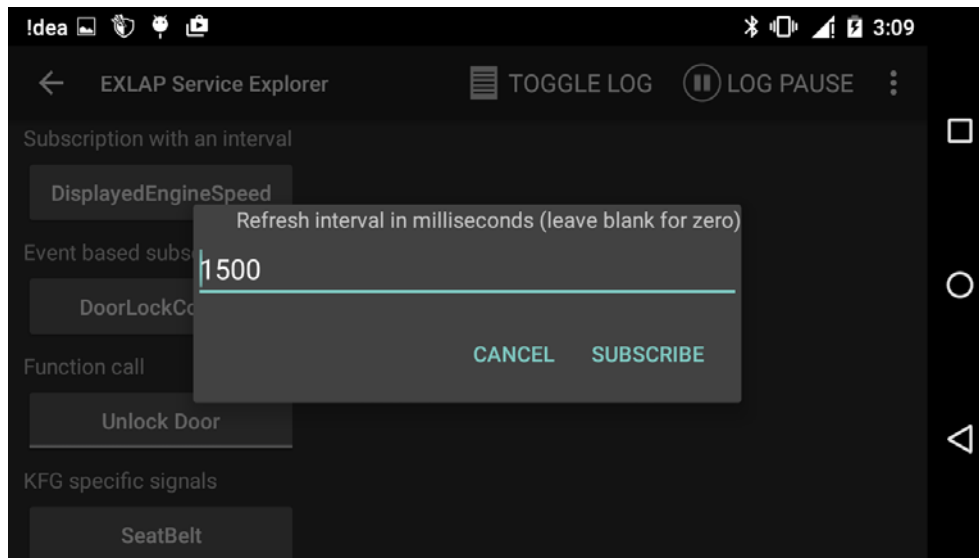 !dea 3:09
EXLAP Service Explorer TOGGLE LOG LOG PAUSE
Subscription with an interval
DisplayedEngineSpeed
Refresh interval in milliseconds (leave blank for zero)
Event based subs
1500
DoorLockCo
CANCEL SUBSCRIBE
Function call
Unlock Door
KFG specific signals
SeatBelt